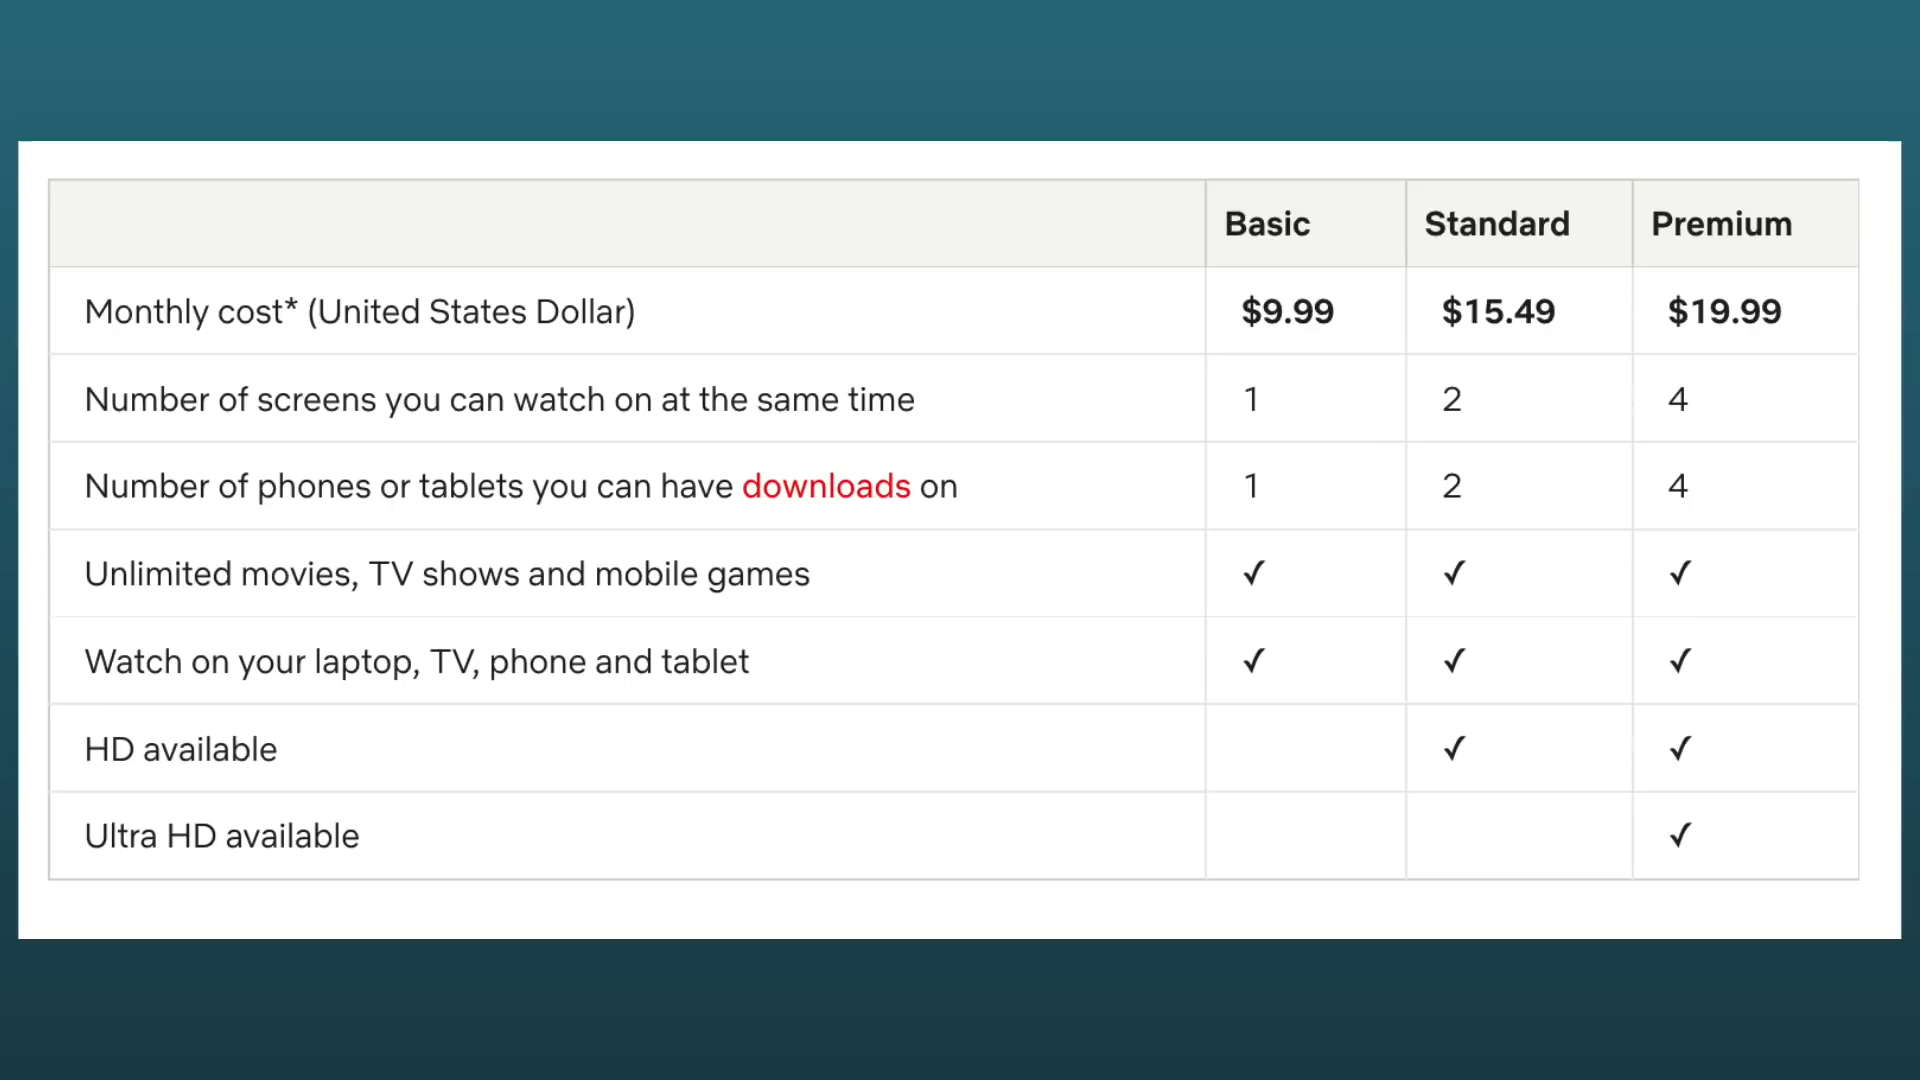 Basic Standard Premium
Monthly cost* (United States Dollar) $9.99 $15.49 $19.99
Number of screens you can watch on at the same time 1 2 4
Number of phones or tablets you can have downloads on 1 2 4
Unlimited movies, TV shows and mobile games ✓ ✓ ✓
Watch on your laptop, TV, phone and tablet ✓ ✓ ✓
HD available ✓ ✓
Ultra HD available ✓